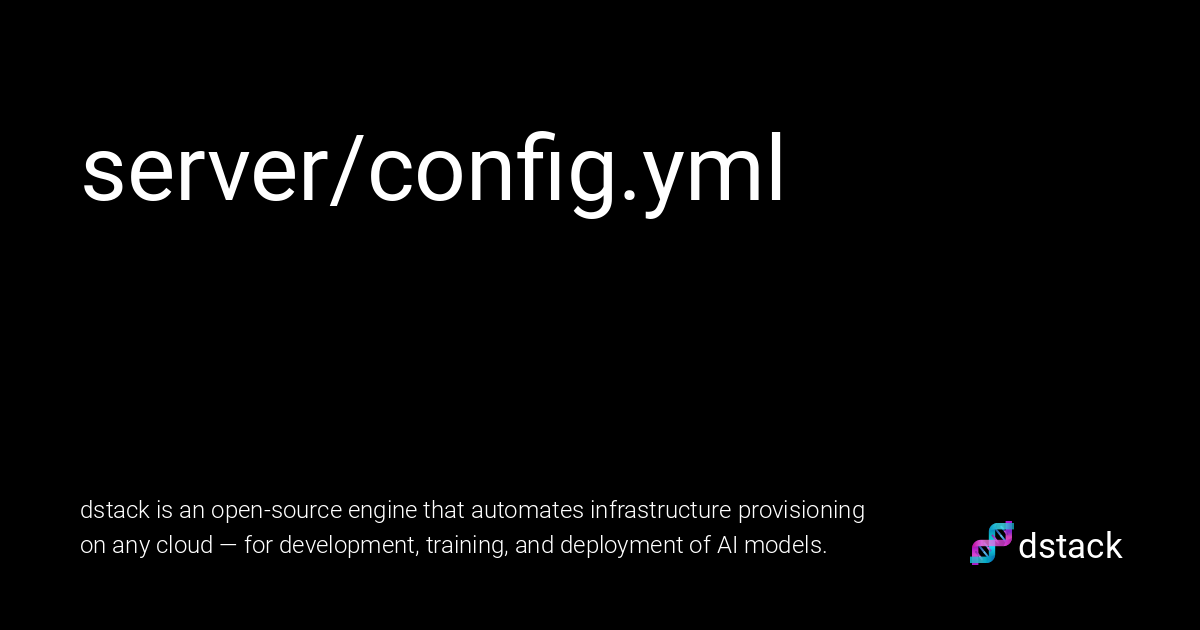 server/config.yml
dstack is an open-source engine that automates infrastructure provisioning
on any cloud — for development, training, and deployment of AI models.
dstack